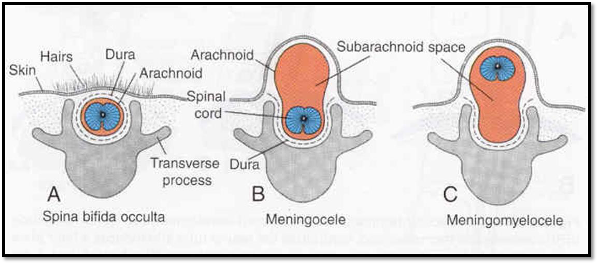 Hairs
Dura
Skin
Arachnoid
Transverse
process
A
Spina bifida occulta
Arachnoid
Subarachnoid space
Spinal
cord
Dura
B
Meningocele
C
Meningomyelocele